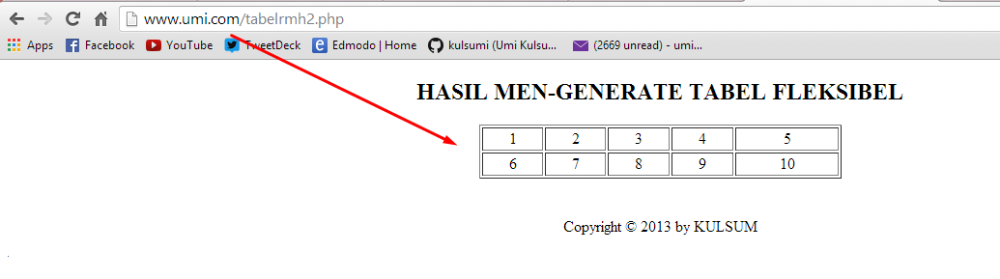 www.umi.com/tabelrmh2.php
Apps Facebook YouTube TweetDeck Edmodo | Home kulsumi (Umi Kulsu... (2669 unread) - umi...
HASIL MEN-GENERATE TABEL FLEKSIBEL
1 2 3 4 5
6 7 8 9 10
Copyright © 2013 by KULSUM